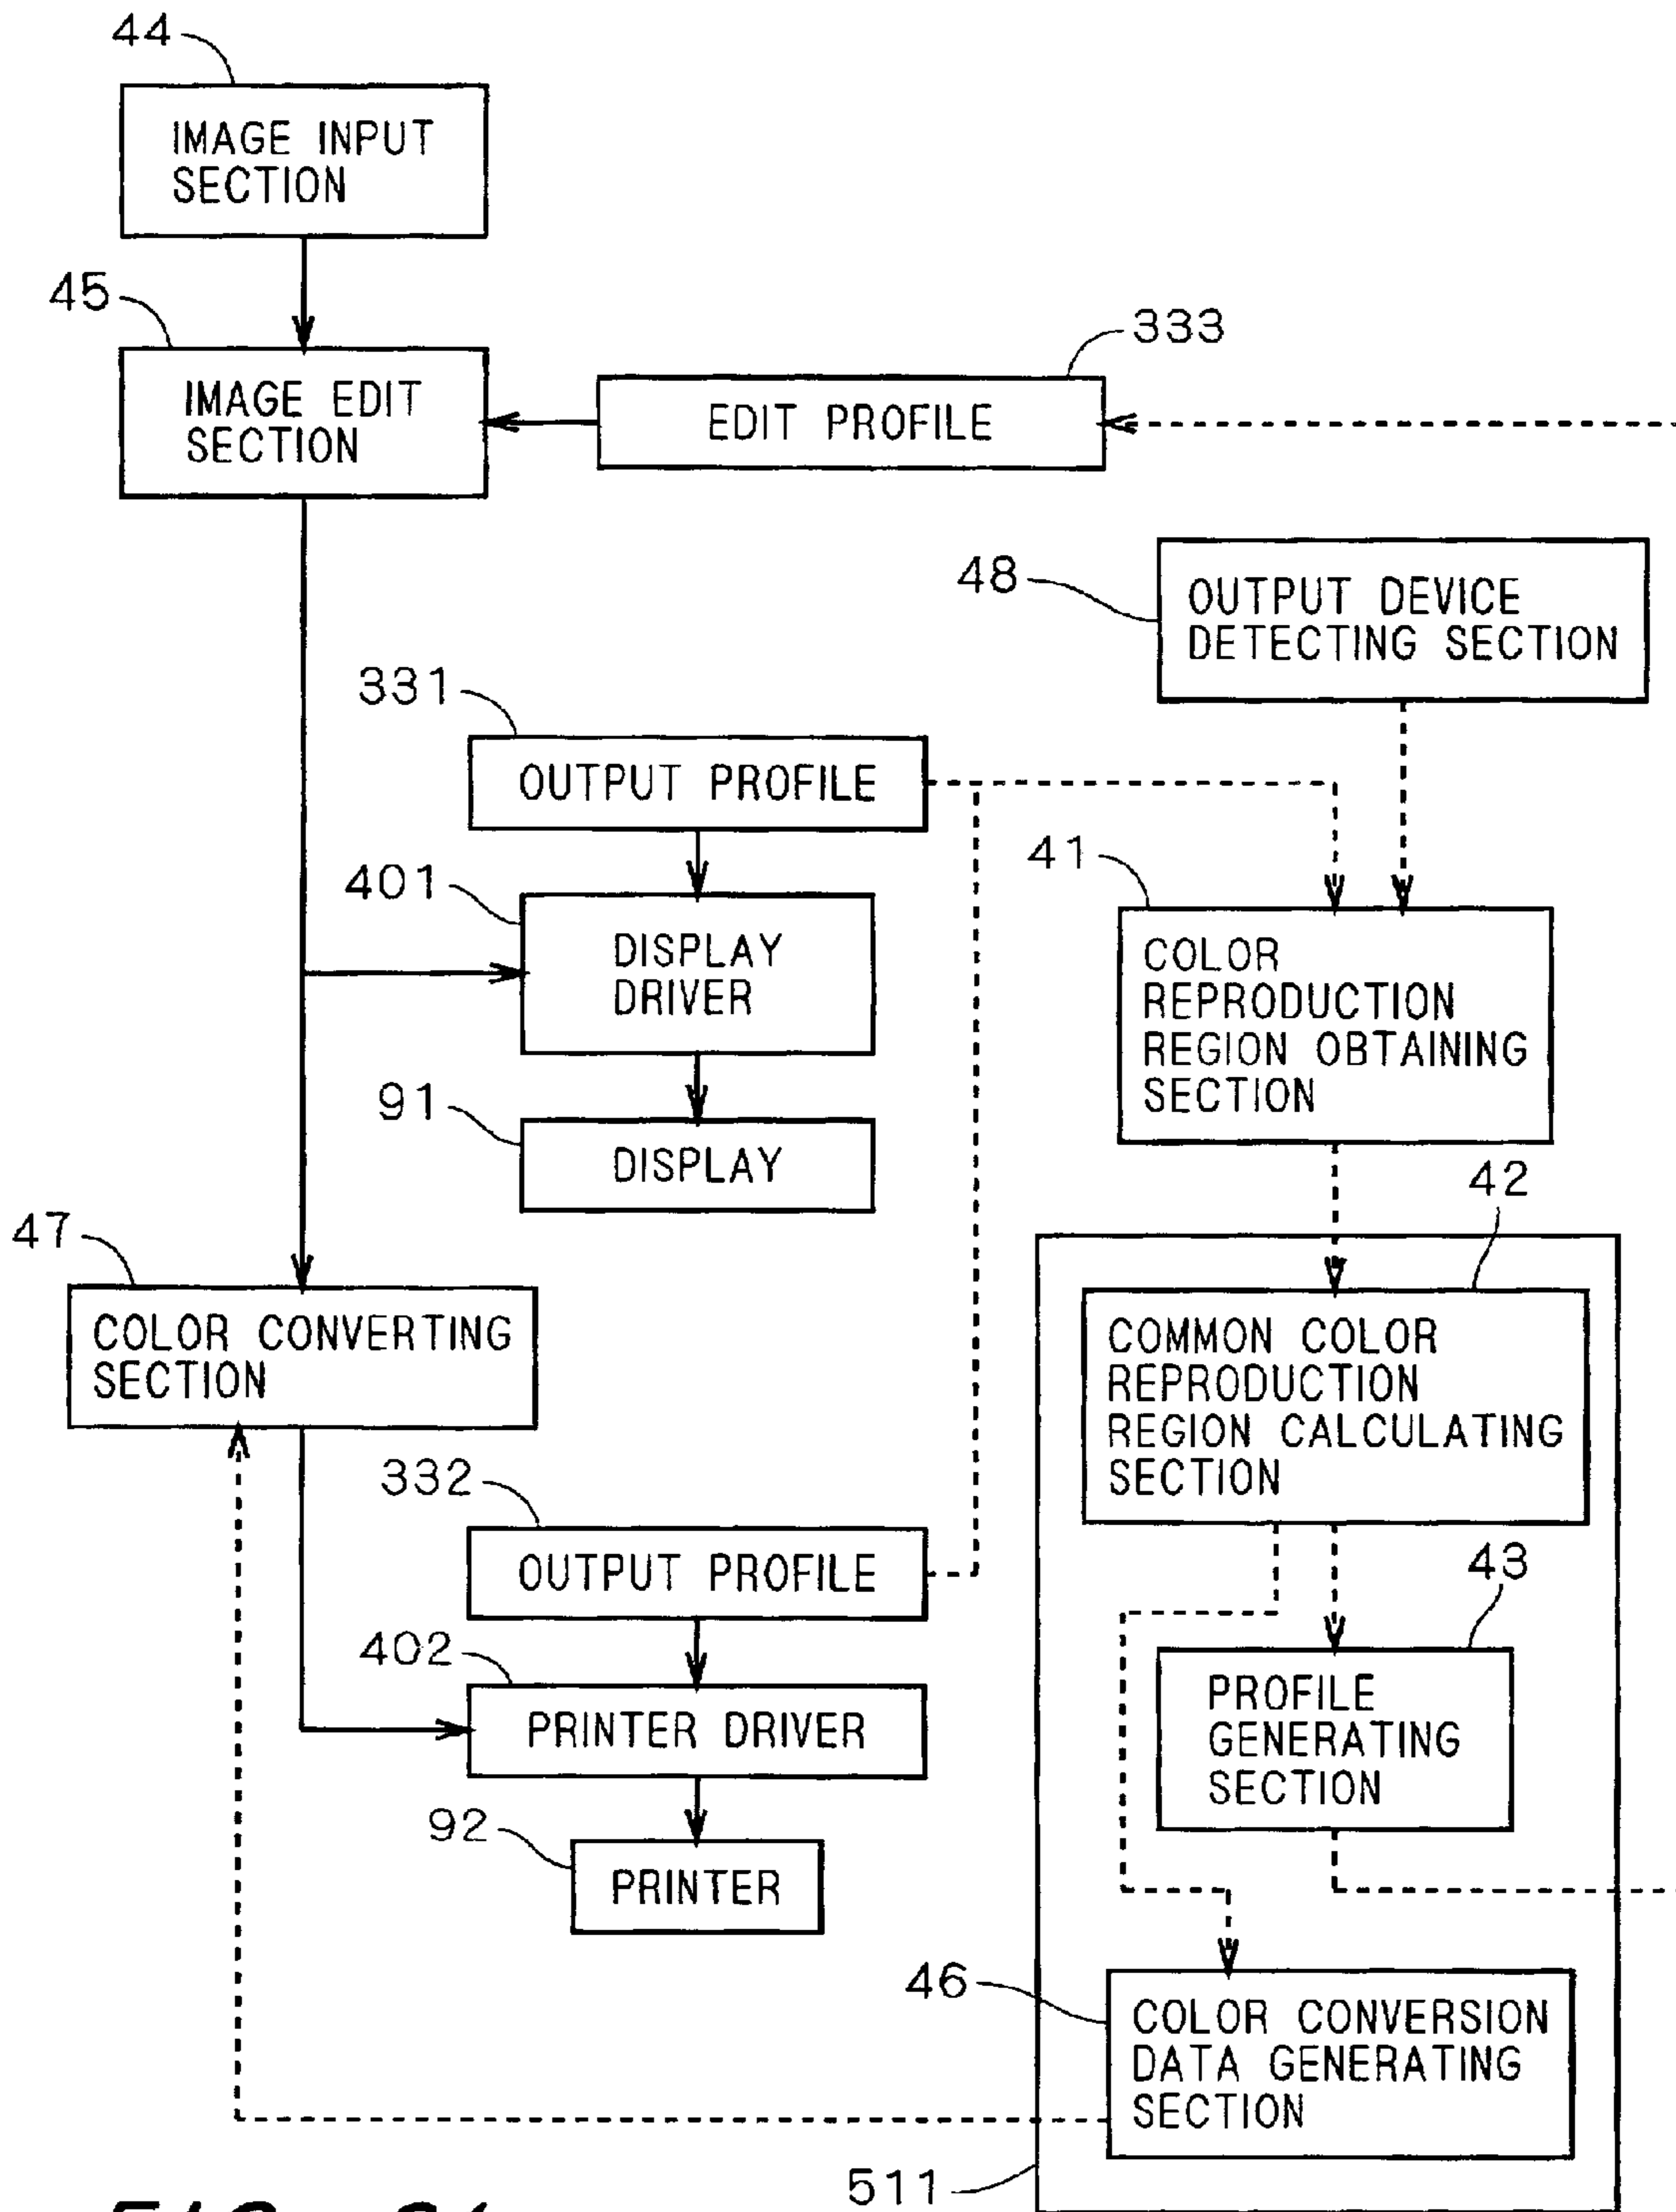 44
IMAGE INPUT
SECTION
45
IMAGE EDIT
SECTION
333
EDIT PROFILE
48
OUTPUT DEVICE
DETECTING SECTION
331
OUTPUT PROFILE
401
DISPLAY
DRIVER
41
COLOR
REPRODUCTION
REGION OBTAINING
SECTION
91
DISPLAY
42
47
COLOR CONVERTING
SECTION
COMMON COLOR
REPRODUCTION
REGION CALCULATING
SECTION
332
OUTPUT PROFILE
43
402
PRINTER DRIVER
PROFILE
GENERATING
SECTION
92
PRINTER
46
COLOR CONVERSION
DATA GENERATING
SECTION
511